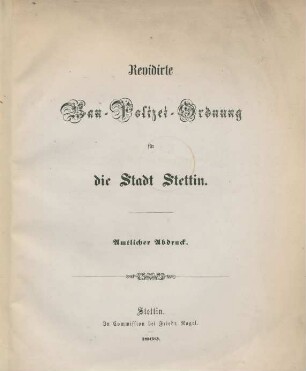 Revidirte
Bau-Polizei-Ordnung
für
die Stadt Stettin.
Amtlicher Abdruck.
Stettin.
In Commission bei Friedr. Nagel.